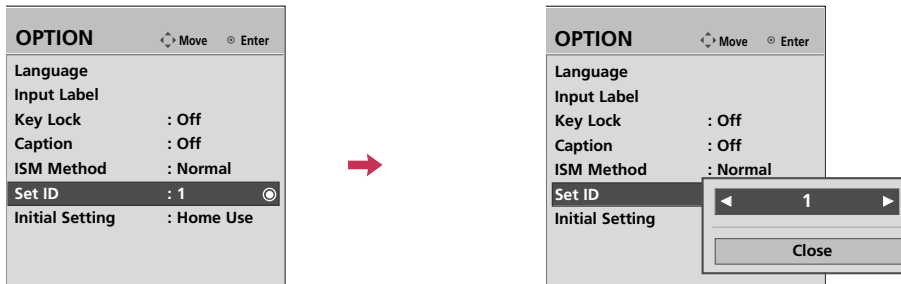 OPTION Move Enter
Language
Input Label
Key Lock : Off
Caption : Off
ISM Method : Normal
Set ID : 1
Initial Setting : Home Use
OPTION Move Enter
Language
Input Label
Key Lock : Off
Caption : Off
ISM Method : Normal
Set ID
Initial Setting
1
Close